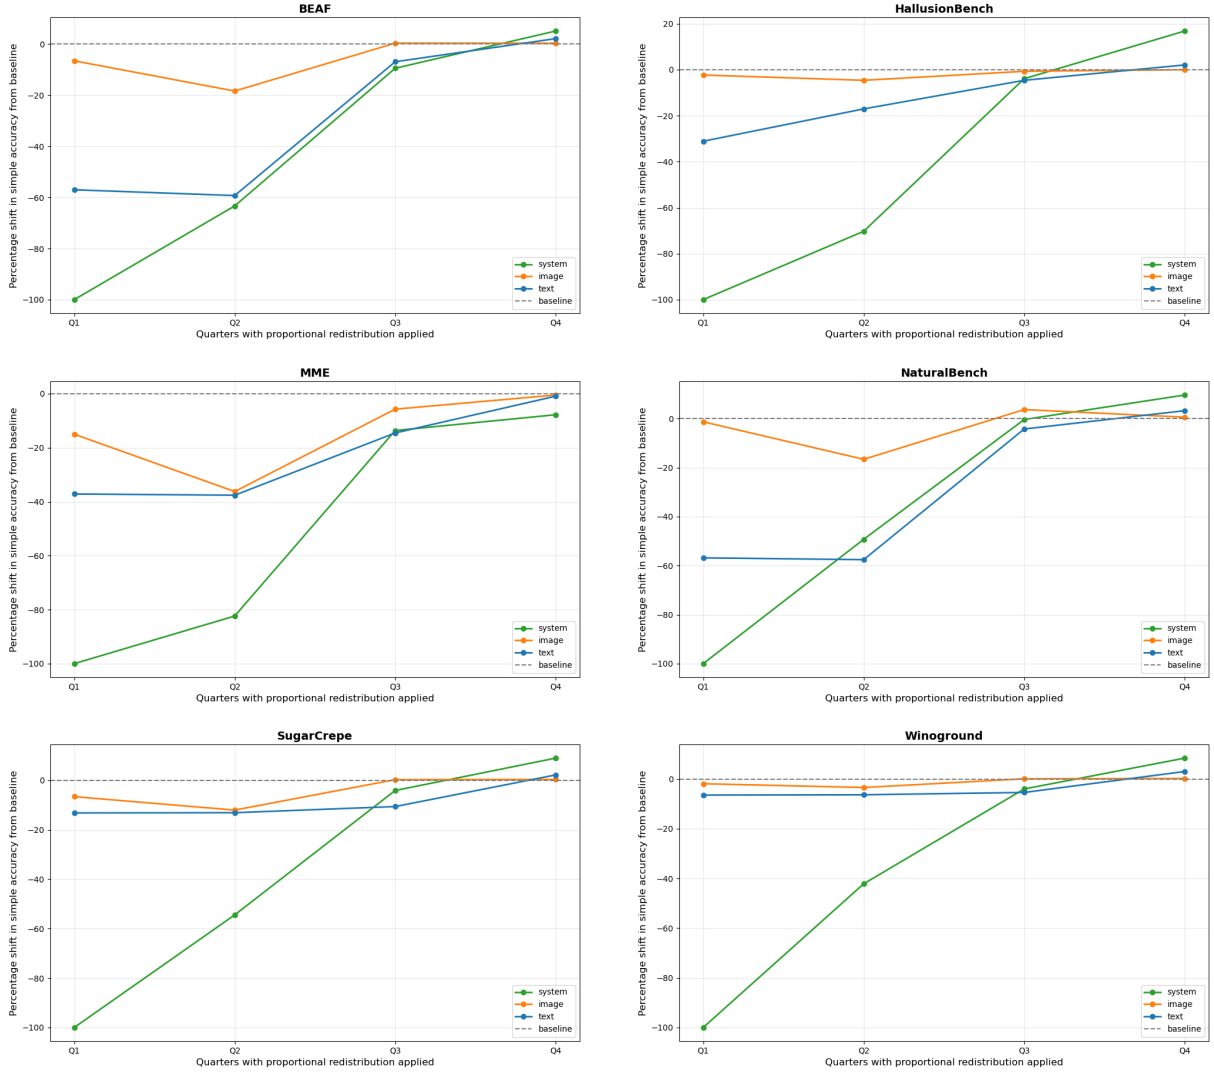 BEAF
Percentage shift in simple accuracy from baseline
0
−20
−40
−60
−80
−100
system
image
text
baseline
Q1
Q2
Q3
Q4
Quarters with proportional redistribution applied
HallusionBench
Percentage shift in simple accuracy from baseline
20
0
−20
−40
−60
−80
−100
system
image
text
baseline
Q1
Q2
Q3
Q4
Quarters with proportional redistribution applied
MME
Percentage shift in simple accuracy from baseline
0
−20
−40
−60
−80
−100
system
image
text
baseline
Q1
Q2
Q3
Q4
Quarters with proportional redistribution applied
NaturalBench
Percentage shift in simple accuracy from baseline
0
−20
−40
−60
−80
−100
system
image
text
baseline
Q1
Q2
Q3
Q4
Quarters with proportional redistribution applied
SugarCrepe
Percentage shift in simple accuracy from baseline
0
−20
−40
−60
−80
−100
system
image
text
baseline
Q1
Q2
Q3
Q4
Quarters with proportional redistribution applied
Winoground
Percentage shift in simple accuracy from baseline
0
−20
−40
−60
−80
−100
system
image
text
baseline
Q1
Q2
Q3
Q4
Quarters with proportional redistribution applied